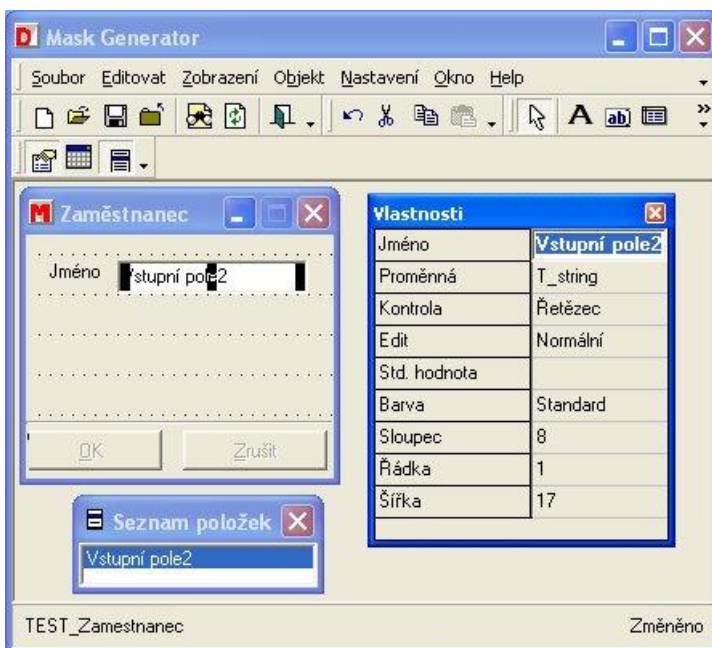 Mask Generator
Soubor Editovat Zobrazení Objekt Nastavení Okno Help
A ab
Zaměstnanec
Jméno Vstupní pole2
OK Zrušit
Seznam položek
Vstupní pole2
Vlastnosti
Jméno Vstupní pole2
Proměnná T_string
Kontrola Řetězec
Edit Normální
Std. hodnota
Barva Standard
Sloupec 8
Řádka 1
Šířka 17
TEST_Zamestnanec Změněno